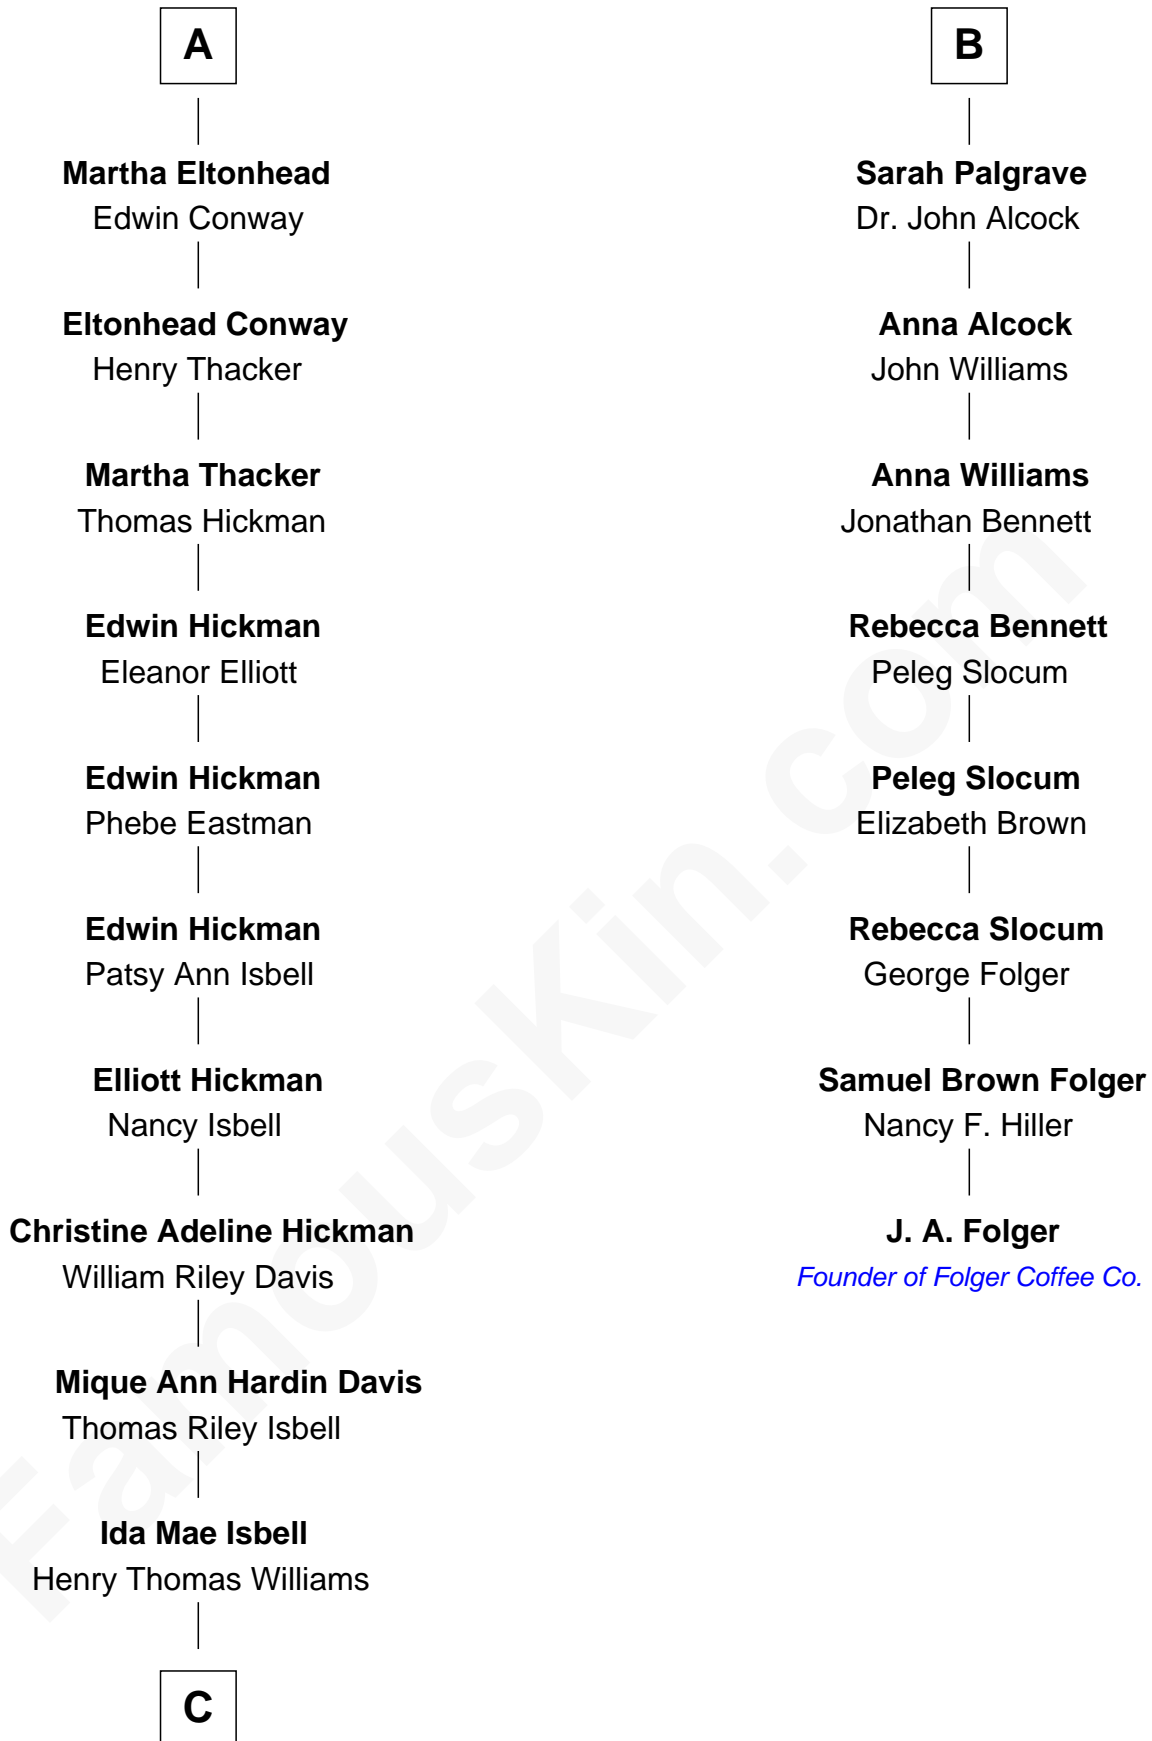 A
Martha Eltonhead
Edwin Conway
Eltonhead Conway
Henry Thacker
Martha Thacker
Thomas Hickman
Edwin Hickman
Eleanor Elliott
Edwin Hickman
Phebe Eastman
Edwin Hickman
Patsy Ann Isbell
Elliott Hickman
Nancy Isbell
Christine Adeline Hickman
William Riley Davis
Mique Ann Hardin Davis
Thomas Riley Isbell
Ida Mae Isbell
Henry Thomas Williams
C
B
Sarah Palgrave
Dr. John Alcock
Anna Alcock
John Williams
Anna Williams
Jonathan Bennett
Rebecca Bennett
Peleg Slocum
Peleg Slocum
Elizabeth Brown
Rebecca Slocum
George Folger
Samuel Brown Folger
Nancy F. Hiller
J. A. Folger
Founder of Folger Coffee Co.
FamousKin.com